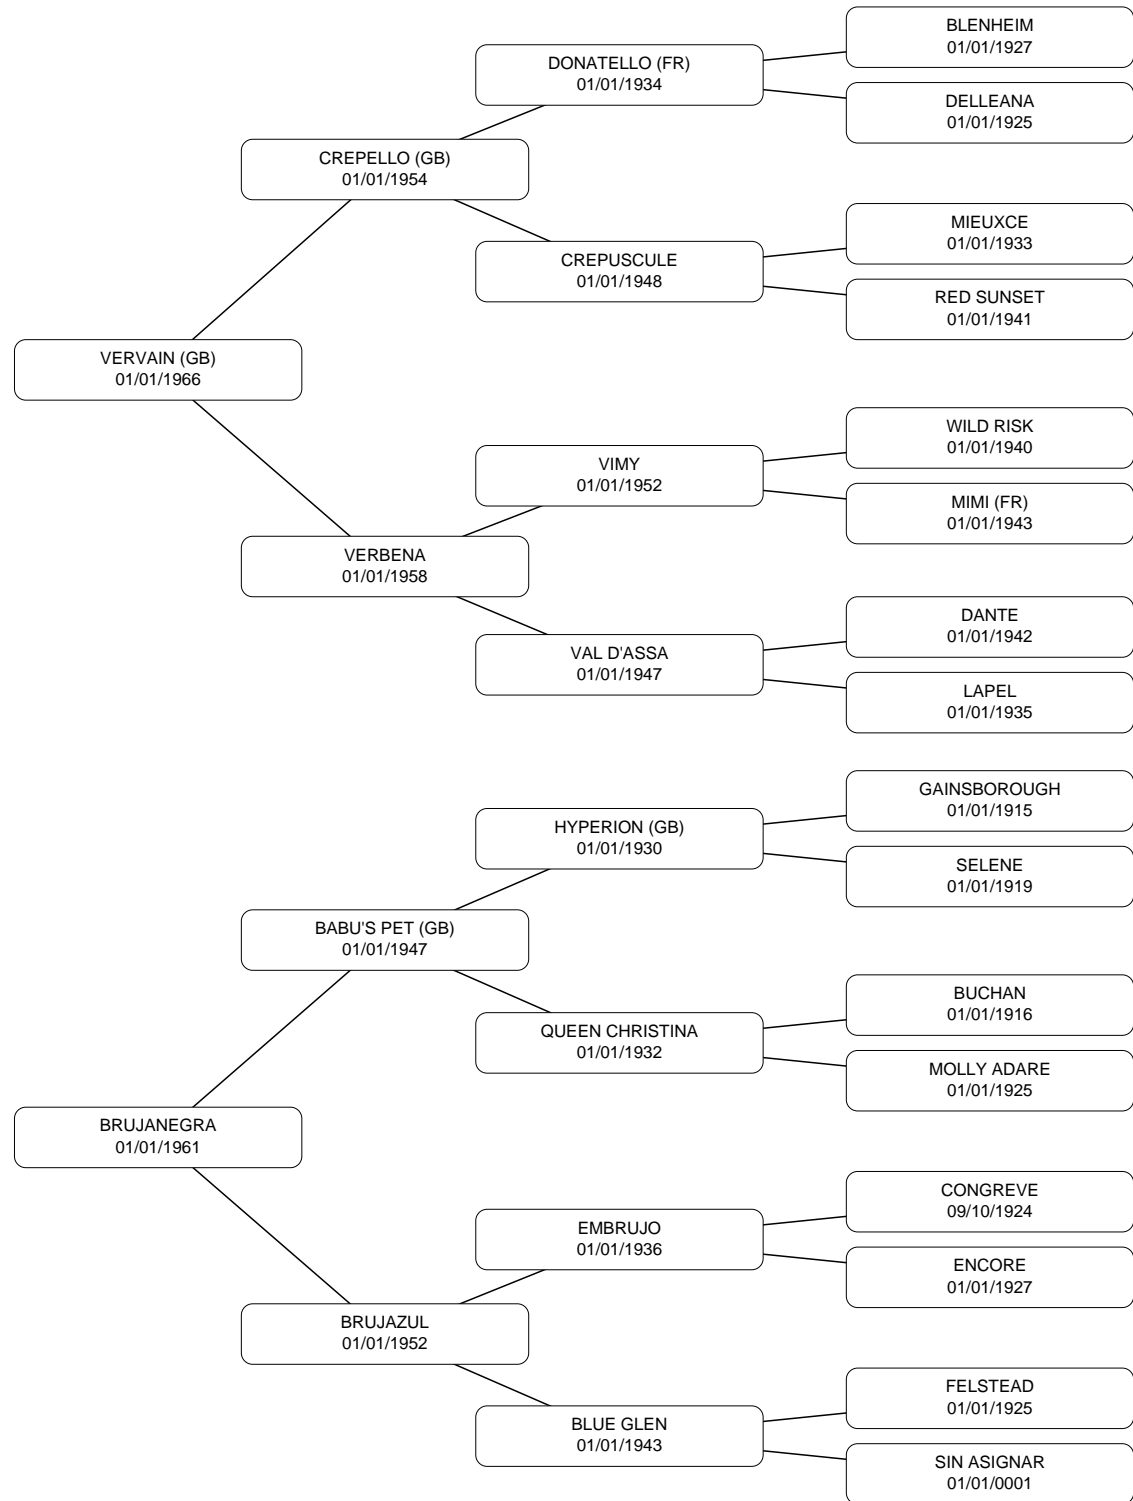 BLENHEIM
01/01/1927
DONATELLO (FR)
01/01/1934
DELLEANA
01/01/1925
CREPELLO (GB)
01/01/1954
MIEUXCE
01/01/1933
CREPUSCULE
01/01/1948
RED SUNSET
01/01/1941
VERVAIN (GB)
01/01/1966
WILD RISK
01/01/1940
VIMY
01/01/1952
MIMI (FR)
01/01/1943
VERBENA
01/01/1958
DANTE
01/01/1942
VAL D'ASSA
01/01/1947
LAPEL
01/01/1935
GAINSBOROUGH
01/01/1915
HYPERION (GB)
01/01/1930
SELENE
01/01/1919
BABU'S PET (GB)
01/01/1947
BUCHAN
01/01/1916
QUEEN CHRISTINA
01/01/1932
MOLLY ADARE
01/01/1925
BRUJANEGRA
01/01/1961
CONGREVE
09/10/1924
EMBRUJO
01/01/1936
ENCORE
01/01/1927
BRUJAZUL
01/01/1952
FELSTEAD
01/01/1925
BLUE GLEN
01/01/1943
SIN ASIGNAR
01/01/0001